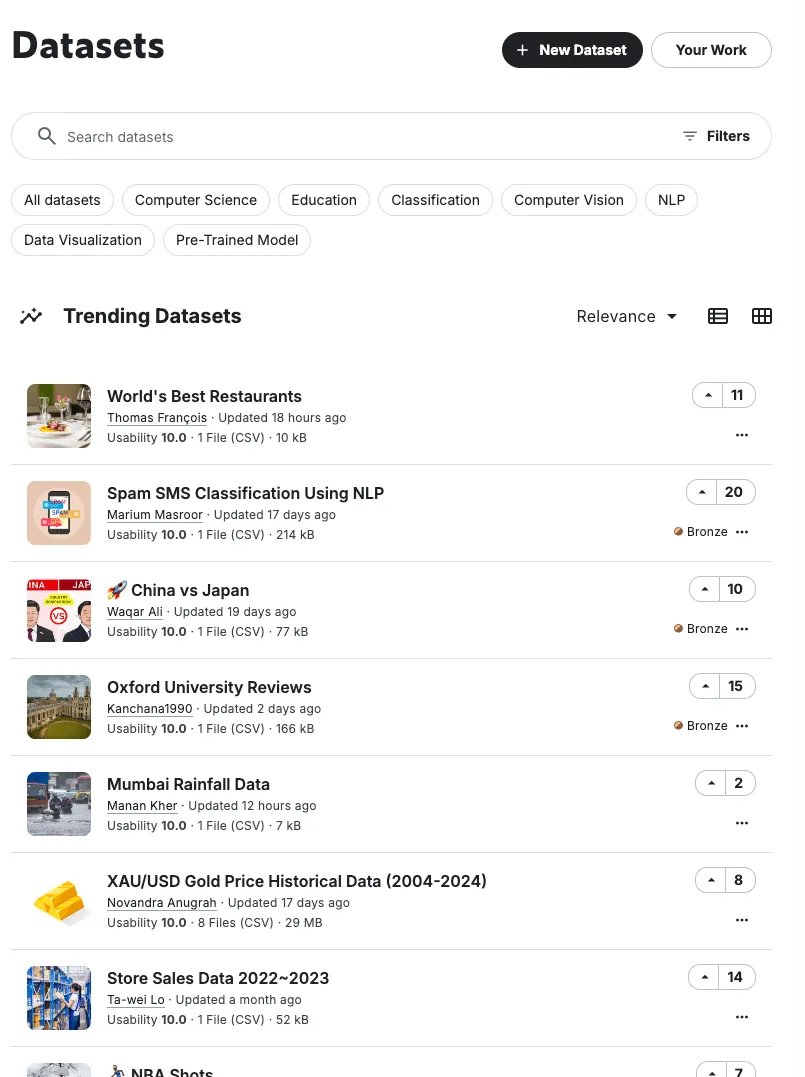 Datasets
New Dataset
Your Work
Search datasets
Filters
All datasets
Computer Science
Education
Classification
Computer Vision
NLP
Data Visualization
Pre-Trained Model
Trending Datasets
Relevance
World's Best Restaurants
11
Thomas François · Updated 18 hours ago
Usability 10.0 · 1 File (CSV) · 10 kB
SPAM
SPAM
Spam SMS Classification Using NLP
20
Marium Masroor · Updated 17 days ago
Usability 10.0 · 1 File (CSV) · 214 kB
Bronze
INA JAP
COUNTRY
VS
🚀 China vs Japan
10
Waqar Ali · Updated 19 days ago
Usability 10.0 · 1 File (CSV) · 77 kB
Bronze
Oxford University Reviews
15
Kanchana1990 · Updated 2 days ago
Usability 10.0 · 1 File (CSV) · 166 kB
Bronze
Mumbai Rainfall Data
2
Manan Kher · Updated 12 hours ago
Usability 10.0 · 1 File (CSV) · 7 kB
XAU/USD Gold Price Historical Data (2004-2024)
8
Novandra Anugrah · Updated 17 days ago
Usability 10.0 · 8 Files (CSV) · 29 MB
Store Sales Data 2022~2023
14
Ta-wei Lo · Updated a month ago
Usability 10.0 · 1 File (CSV) · 52 kB
NBA Shots
7